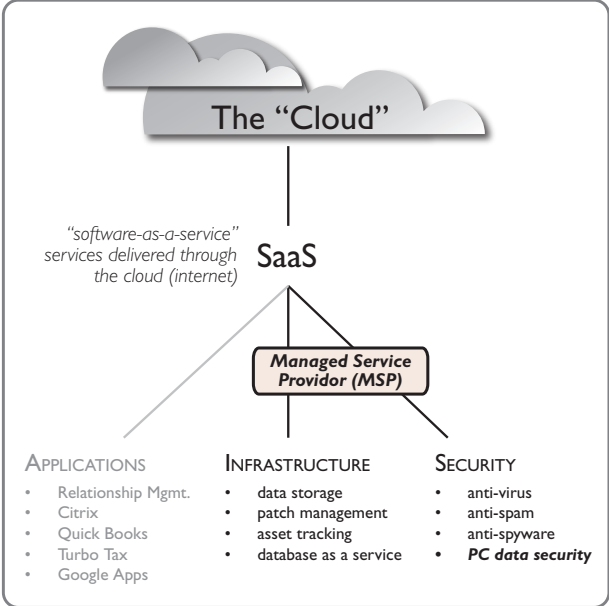 The “Cloud”
“software-as-a-service”
services delivered through
the cloud (internet)
SaaS
Managed Service
Providor (MSP)
APPLICATIONS
• Relationship Mgmt.
• Citrix
• Quick Books
• Turbo Tax
• Google Apps
INFRASTRUCTURE
• data storage
• patch management
• asset tracking
• database as a service
SECURITY
• anti-virus
• anti-spam
• anti-spyware
• PC data security